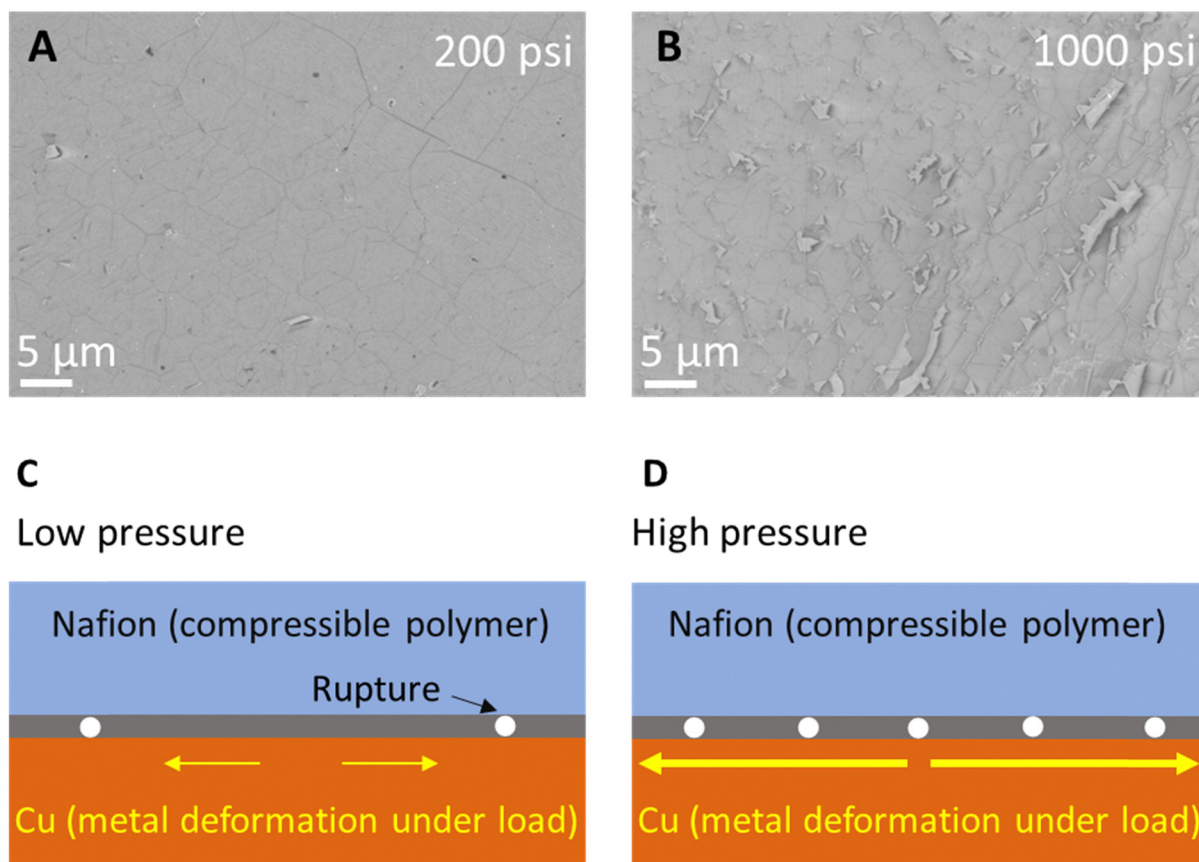 A
200 psi
5 μm
B
1000 psi
5 μm
C
Low pressure
Nafion (compressible polymer)
Rupture
Cu (metal deformation under load)
D
High pressure
Nafion (compressible polymer)
Cu (metal deformation under load)